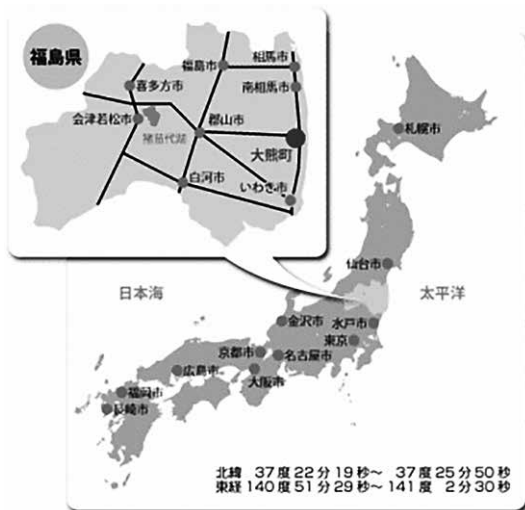 福島県
福島市
相馬市
喜多方市
南相馬市
会津若松市
郡山市
猪苗代湖
大熊町
白河市
いわき市
札幌市
仙台市
日本海
太平洋
金沢市
水戸市
東京
京都市
名古屋市
広島市
大阪市
福岡市
長崎市
北緯 37度22分19秒〜 37度25分50秒
東経140度51分29秒〜141度 2分30秒